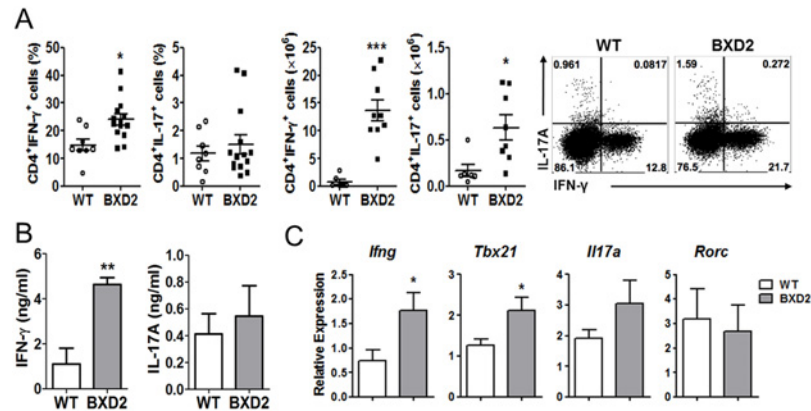 A
CD4+IFN-γ+ cells (%)
50
40
30
20
10
0
*
WT BXD2
CD4+IL-17+ cells (%)
5
4
3
2
1
0
WT BXD2
CD4+IFN-γ+ cells (×10⁶)
25
20
15
10
5
0
***
WT BXD2
CD4+IL-17+ cells (×10⁶)
1.5
1.0
0.5
0.0
*
WT BXD2
WT
0.961 0.0817
86.1 12.8
BXD2
1.59 0.272
76.5 21.7
IL-17A
IFN-γ
B
IFN-γ (ng/ml)
6
4
2
0
**
WT BXD2
IL-17A (ng/ml)
1.0
0.8
0.6
0.4
0.2
0.0
WT BXD2
C
Relative Expression
Ifng
2.5
2.0
1.5
1.0
0.5
0.0
*
Tbx21
3
2
1
0
*
Il17a
4
3
2
1
0
Rorc
5
4
3
2
1
0
WT
BXD2